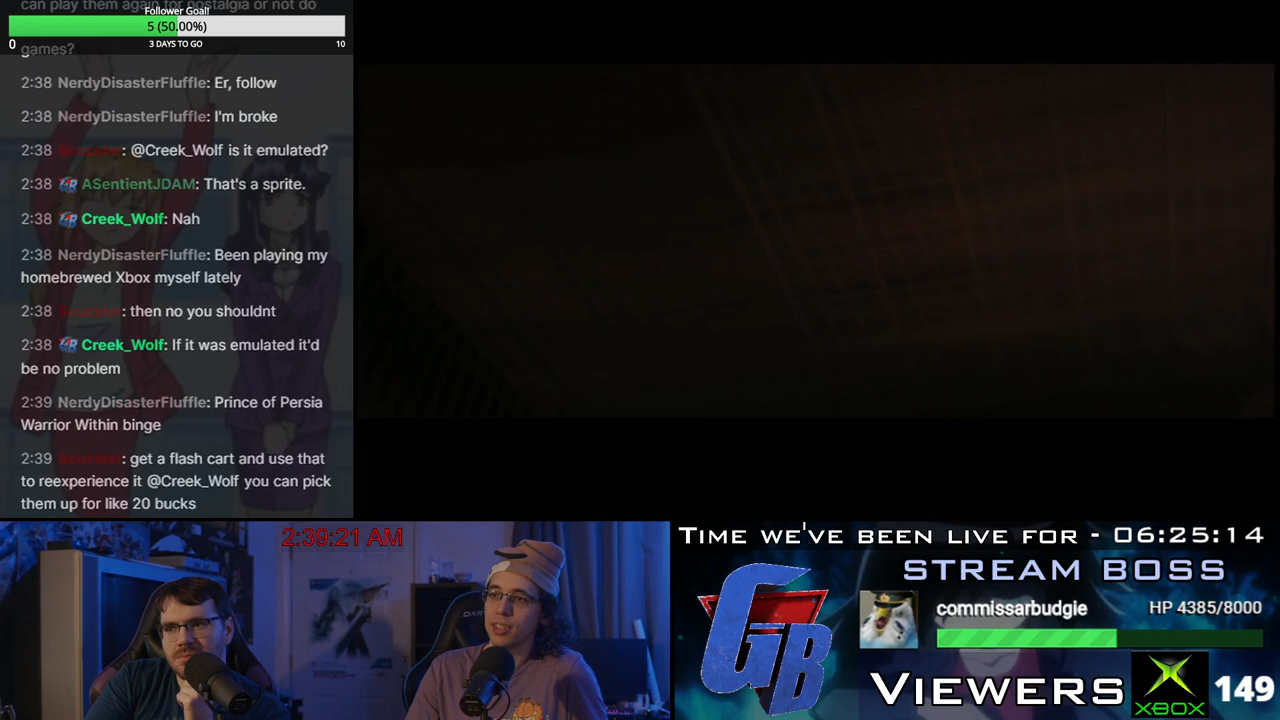 can play them again for nostalgia or not do
Follower Goal!
5 (50.00%)
0 3 DAYS TO GO 10
games?
2:38 NerdyDisasterFluffle: Er, follow
2:38 NerdyDisasterFluffle: I'm broke
2:38 : @Creek_Wolf is it emulated?
2:38 ASentientJDAM: That's a sprite.
2:38 Creek_Wolf: Nah
2:38 NerdyDisasterFluffle: Been playing my
homebrewed Xbox myself lately
2:38 : then no you shouldnt
2:38 Creek_Wolf: If it was emulated it'd
be no problem
2:39 NerdyDisasterFluffle: Prince of Persia
Warrior Within binge
2:39 : get a flash cart and use that
to reexperience it @Creek_Wolf you can pick
them up for like 20 bucks
2:39:21 AM
DXR
Time we've been live for - 06:25:14
STREAM BOSS
commissarbudgie HP 4385/8000
GGB
Viewers XBOX 149